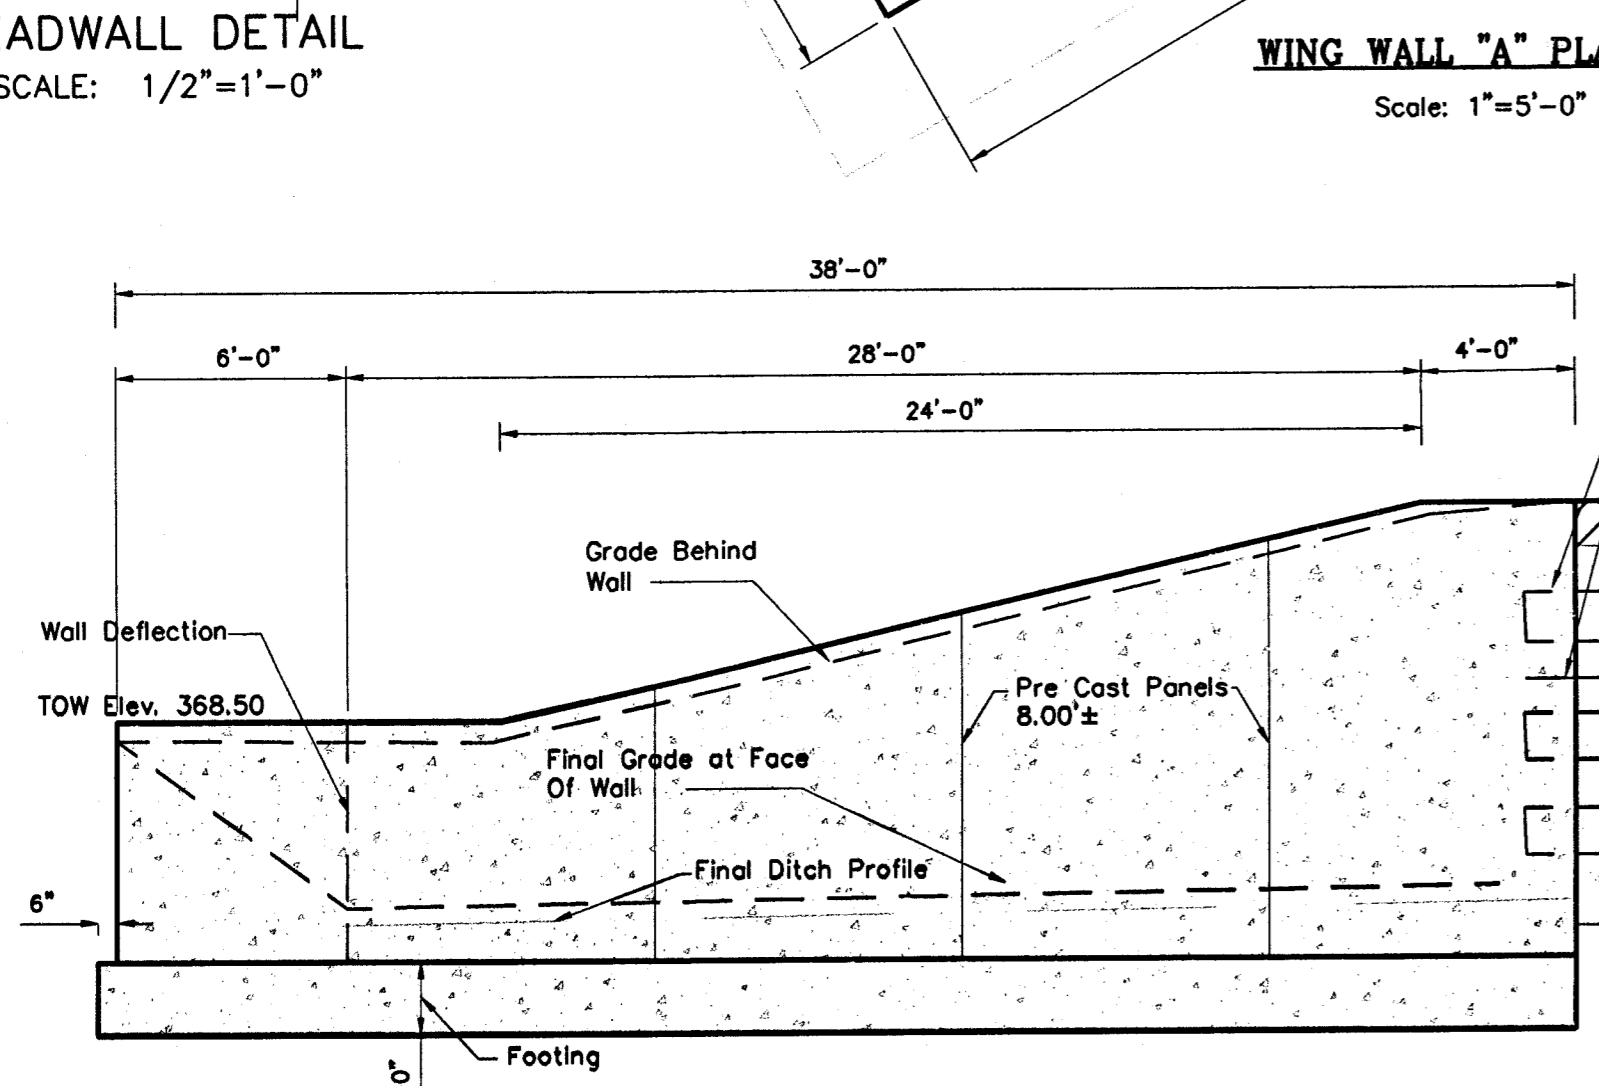 WING WALL "A"
DETAIL
SCALE: 1/2"=1'-0"
Scale: 1"=5'-0"
38'-0"
6'-0"
28'-0"
4'-0"
24'-0"
Grade Behind
Wall
Wall Deflection
TOW Elev. 368.50
Pre Cast Panels
8.00'±
Final Grade at Face
Of Wall
Final Ditch Profile
6"
Footing
0"